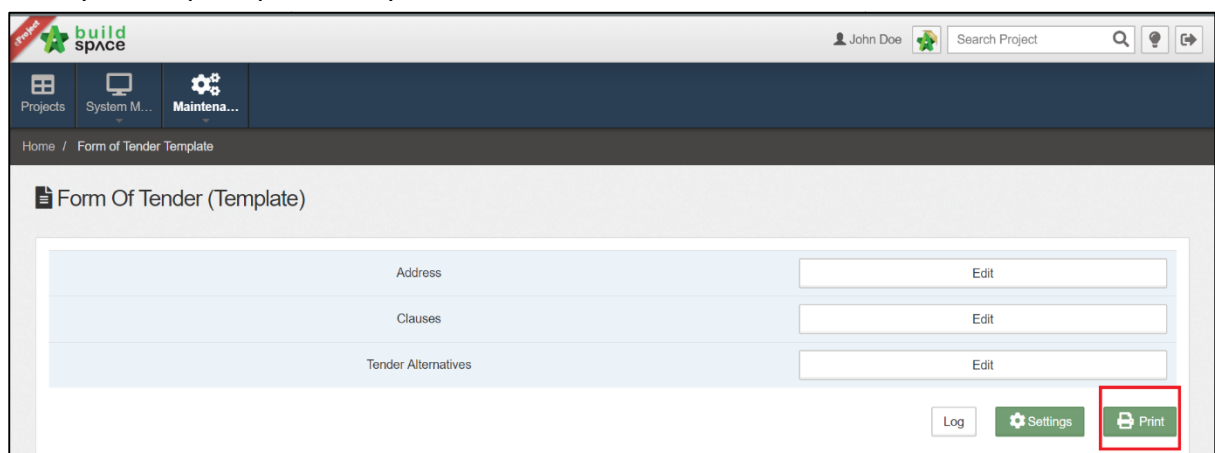 eProject
build
spʌce
John Doe
Search Project
Projects
System M...
Maintena...
Home / Form of Tender Template
Form Of Tender (Template)
Address Edit
Clauses Edit
Tender Alternatives Edit
Log Settings Print